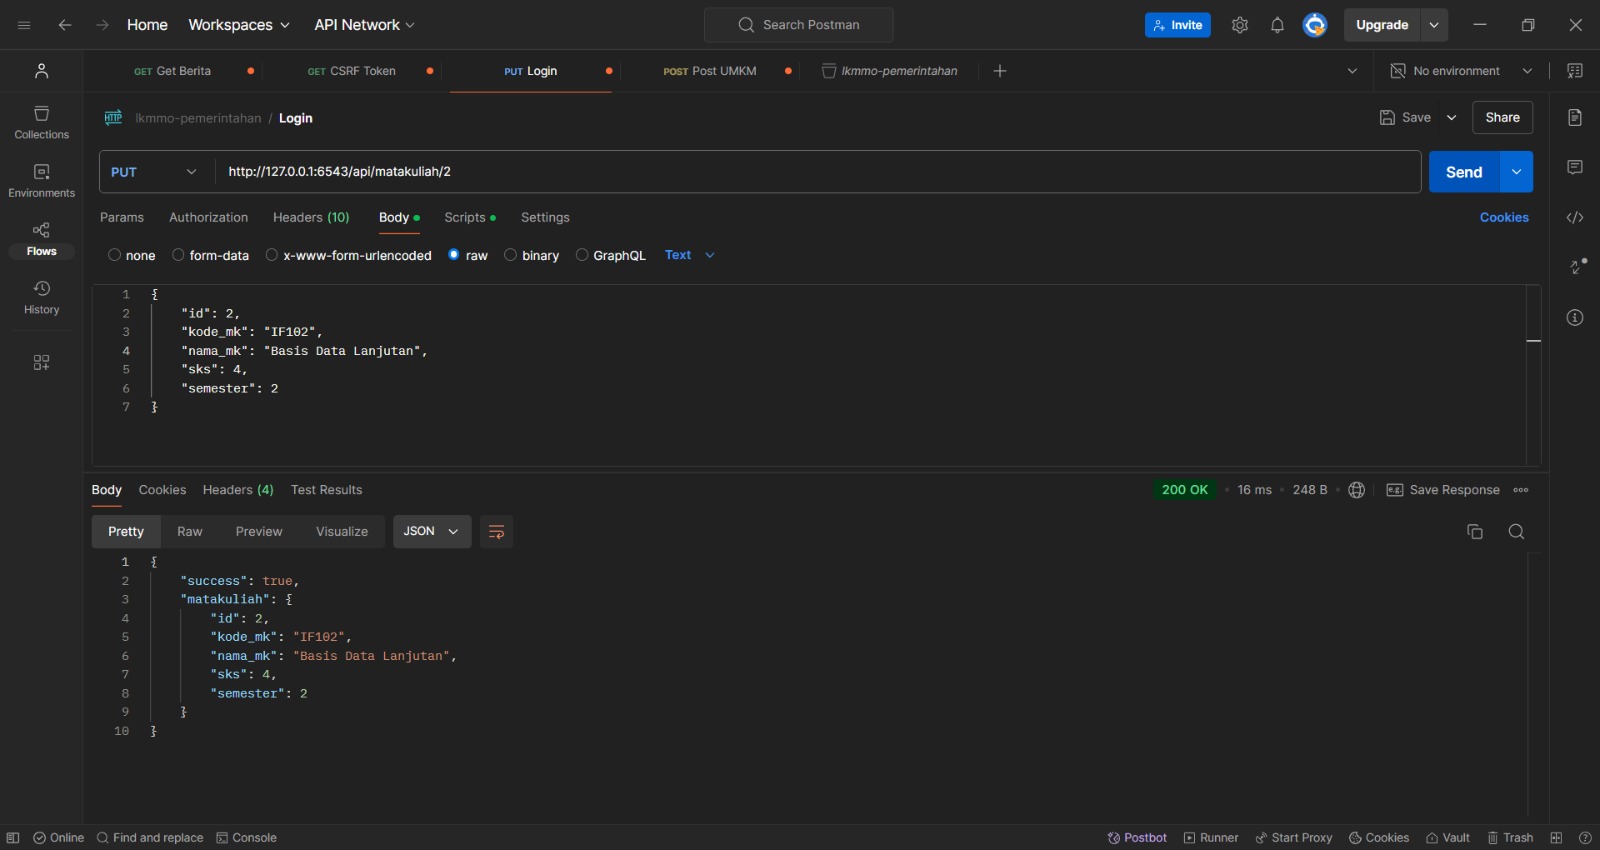 Home Workspaces API Network Search Postman Invite Upgrade
GET Get Berita GET CSRF Token PUT Login POST Post UMKM lkmmo-pemerintahan No environment
HTTP lkmmo-pemerintahan / Login Save Share
Collections
Environments
Flows
History
PUT http://127.0.0.1:6543/api/matakuliah/2 Send
Params Authorization Headers (10) Body Scripts Settings Cookies
none form-data x-www-form-urlencoded raw binary GraphQL Text
1 {
2 "id": 2,
3 "kode_mk": "IF102",
4 "nama_mk": "Basis Data Lanjutan",
5 "sks": 4,
6 "semester": 2
7 }
Body Cookies Headers (4) Test Results 200 OK 16 ms 248 B e.g. Save Response
Pretty Raw Preview Visualize JSON
1 {
2 "success": true,
3 "matakuliah": {
4 "id": 2,
5 "kode_mk": "IF102",
6 "nama_mk": "Basis Data Lanjutan",
7 "sks": 4,
8 "semester": 2
9 }
10 }
Online Find and replace Console Postbot Runner Start Proxy Cookies Vault Trash